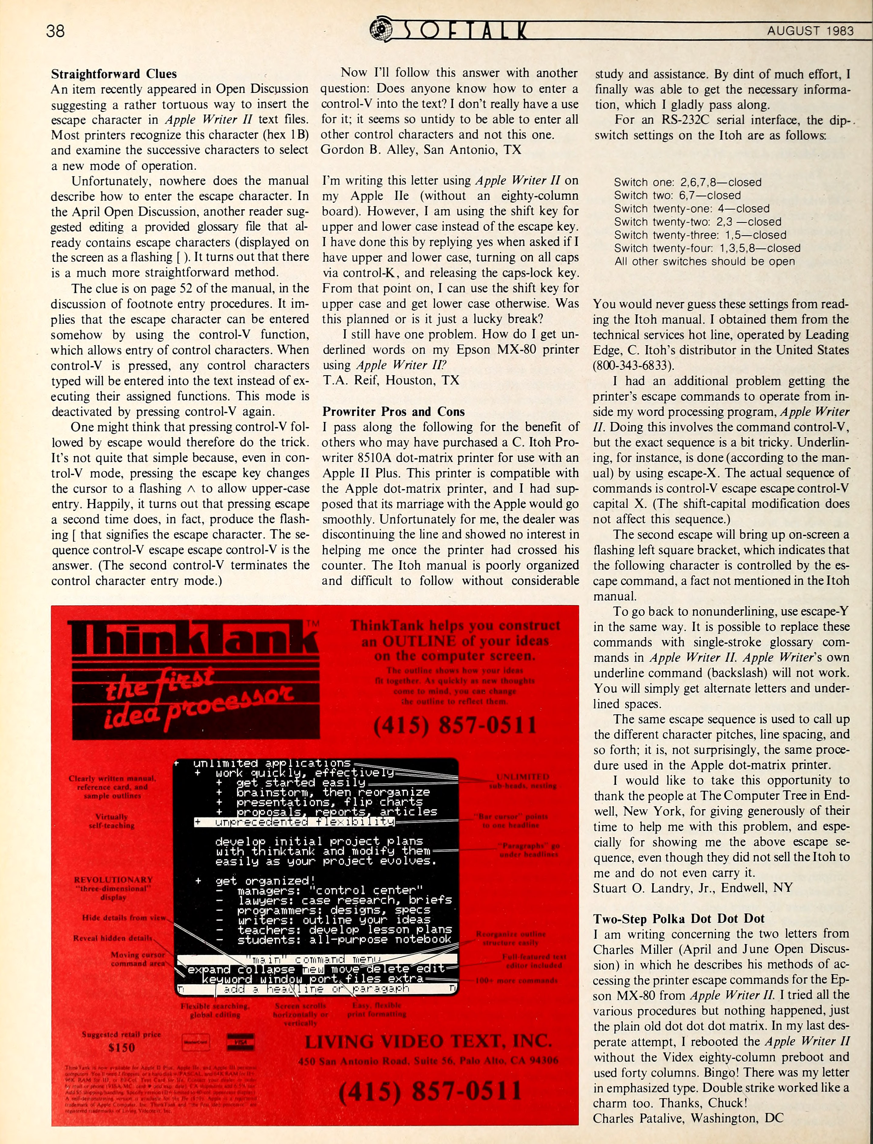 38
SOFTALK
AUGUST 1983
Straightforward Clues
An item recently appeared in Open Discussion
suggesting a rather tortuous way to insert the
escape character in Apple Writer II text files.
Most printers recognize this character (hex 1B)
and examine the successive characters to select
a new mode of operation.
Unfortunately, nowhere does the manual
describe how to enter the escape character. In
the April Open Discussion, another reader sug-
gested editing a provided glossary file that al-
ready contains escape characters (displayed on
the screen as a flashing [ ). It turns out that there
is a much more straightforward method.
The clue is on page 52 of the manual, in the
discussion of footnote entry procedures. It im-
plies that the escape character can be entered
somehow by using the control-V function,
which allows entry of control characters. When
control-V is pressed, any control characters
typed will be entered into the text instead of ex-
ecuting their assigned functions. This mode is
deactivated by pressing control-V again.
One might think that pressing control-V fol-
lowed by escape would therefore do the trick.
It's not quite that simple because, even in con-
trol-V mode, pressing the escape key changes
the cursor to a flashing ∧ to allow upper-case
entry. Happily, it turns out that pressing escape
a second time does, in fact, produce the flash-
ing [ that signifies the escape character. The se-
quence control-V escape escape control-V is the
answer. (The second control-V terminates the
control character entry mode.)
Now I'll follow this answer with another
question: Does anyone know how to enter a
control-V into the text? I don't really have a use
for it; it seems so untidy to be able to enter all
other control characters and not this one.
Gordon B. Alley, San Antonio, TX
I'm writing this letter using Apple Writer II on
my Apple IIe (without an eighty-column
board). However, I am using the shift key for
upper and lower case instead of the escape key.
I have done this by replying yes when asked if I
have upper and lower case, turning on all caps
via control-K, and releasing the caps-lock key.
From that point on, I can use the shift key for
upper case and get lower case otherwise. Was
this planned or is it just a lucky break?
I still have one problem. How do I get un-
derlined words on my Epson MX-80 printer
using Apple Writer II?
T.A. Reif, Houston, TX
Prowriter Pros and Cons
I pass along the following for the benefit of
others who may have purchased a C. Itoh Pro-
writer 8510A dot-matrix printer for use with an
Apple II Plus. This printer is compatible with
the Apple dot-matrix printer, and I had sup-
posed that its marriage with the Apple would go
smoothly. Unfortunately for me, the dealer was
discontinuing the line and showed no interest in
helping me once the printer had crossed his
counter. The Itoh manual is poorly organized
and difficult to follow without considerable
study and assistance. By dint of much effort, I
finally was able to get the necessary informa-
tion, which I gladly pass along.
For an RS-232C serial interface, the dip-
switch settings on the Itoh are as follows:
Switch one: 2,6,7,8—closed
Switch two: 6,7—closed
Switch twenty-one: 4—closed
Switch twenty-two: 2,3 —closed
Switch twenty-three: 1,5—closed
Switch twenty-four: 1,3,5,8—closed
All other switches should be open
You would never guess these settings from read-
ing the Itoh manual. I obtained them from the
technical services hot line, operated by Leading
Edge, C. Itoh's distributor in the United States
(800-343-6833).
I had an additional problem getting the
printer's escape commands to operate from in-
side my word processing program, Apple Writer
II. Doing this involves the command control-V,
but the exact sequence is a bit tricky. Underlin-
ing, for instance, is done (according to the man-
ual) by using escape-X. The actual sequence of
commands is control-V escape escape control-V
capital X. (The shift-capital modification does
not affect this sequence.)
The second escape will bring up on-screen a
flashing left square bracket, which indicates that
the following character is controlled by the es-
cape command, a fact not mentioned in the Itoh
manual.
To go back to nonunderlining, use escape-Y
in the same way. It is possible to replace these
commands with single-stroke glossary com-
mands in Apple Writer II. Apple Writer's own
underline command (backslash) will not work.
You will simply get alternate letters and under-
lined spaces.
The same escape sequence is used to call up
the different character pitches, line spacing, and
so forth; it is, not surprisingly, the same proce-
dure used in the Apple dot-matrix printer.
I would like to take this opportunity to
thank the people at The Computer Tree in End-
well, New York, for giving generously of their
time to help me with this problem, and espe-
cially for showing me the above escape se-
quence, even though they did not sell the Itoh to
me and do not even carry it.
Stuart O. Landry, Jr., Endwell, NY
Two-Step Polka Dot Dot Dot
I am writing concerning the two letters from
Charles Miller (April and June Open Discus-
sion) in which he describes his methods of ac-
cessing the printer escape commands for the Ep-
son MX-80 from Apple Writer II. I tried all the
various procedures but nothing happened, just
the plain old dot dot dot matrix. In my last des-
perate attempt, I rebooted the Apple Writer II
without the Videx eighty-column preboot and
used forty columns. Bingo! There was my letter
in emphasized type. Double strike worked like a
charm too. Thanks, Chuck!
Charles Patalive, Washington, DC
ThinkTank™
the first
idea processor
ThinkTank helps you construct
an OUTLINE of your ideas
on the computer screen.
The outline shows how your ideas
fit together. As quickly as new thoughts
come to mind, you can change
the outline to reflect them.
(415) 857-0511
Clearly written manual,
reference card, and
sample outlines
Virtually
self-teaching
REVOLUTIONARY
"three-dimensional"
display
Hide details from view
Reveal hidden details
Moving cursor
command area
+ unlimited applications
+ work quickly, effectively
+ get started easily
+ brainstorm, then reorganize
+ presentations, flip charts
+ proposals, reports, articles
+ unprecedented flexibility
develop initial project plans
with thinktank and modify them
easily as your project evolves.
+ get organized!
- managers: "control center"
- lawyers: case research, briefs
- programmers: designs, specs
- writers: outline your ideas
- teachers: develop lesson plans
- students: all-purpose notebook
"main" command menu
expand collapse new move delete edit
keyword window port files extra
add a headline or paragraph
UNLIMITED
sub-heads, nesting
"Bar cursor" points
to one headline
"Paragraphs" go
under headlines
Reorganize outline
structure easily
Full-featured text
editor included
100+ more commands
Flexible searching,
global editing
Screen scrolls
horizontally or
vertically
Easy, flexible
print formatting
Suggested retail price
$150
VISA
LIVING VIDEO TEXT, INC.
450 San Antonio Road, Suite 56, Palo Alto, CA 94306